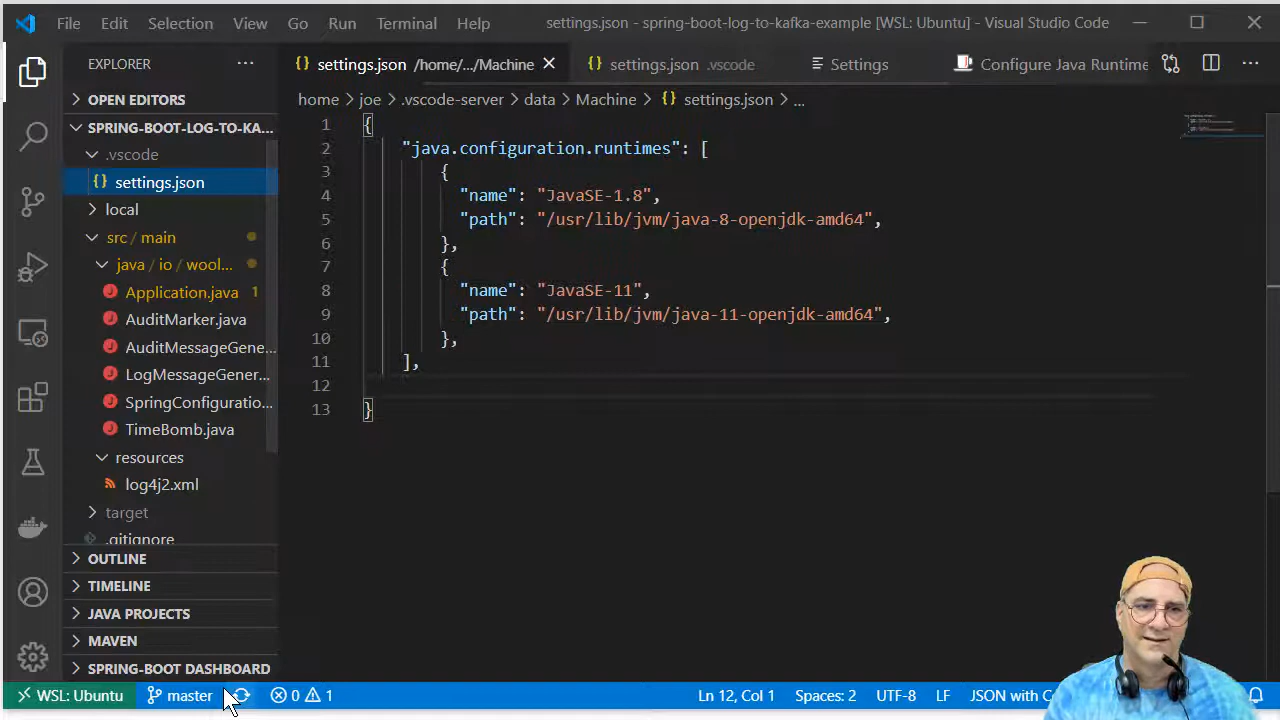 File Edit Selection View Go Run Terminal Help settings.json - spring-boot-log-to-kafka-example [WSL: Ubuntu] - Visual Studio Code
EXPLORER
OPEN EDITORS
SPRING-BOOT-LOG-TO-KA...
.vscode
settings.json
local
src / main
java / io / wool...
Application.java 1
AuditMarker.java
AuditMessageGene...
LogMessageGener...
SpringConfiguratio...
TimeBomb.java
resources
log4j2.xml
target
.gitignore
OUTLINE
TIMELINE
JAVA PROJECTS
MAVEN
SPRING-BOOT DASHBOARD
settings.json /home/.../Machine settings.json .vscode Settings Configure Java Runtime
home > joe > .vscode-server > data > Machine > {} settings.json > ...
1 {
2 "java.configuration.runtimes": [
3 {
4 "name": "JavaSE-1.8",
5 "path": "/usr/lib/jvm/java-8-openjdk-amd64",
6 },
7 {
8 "name": "JavaSE-11",
9 "path": "/usr/lib/jvm/java-11-openjdk-amd64",
10 },
11 ],
12
13 }
WSL: Ubuntu master 0 1 Ln 12, Col 1 Spaces: 2 UTF-8 LF JSON with